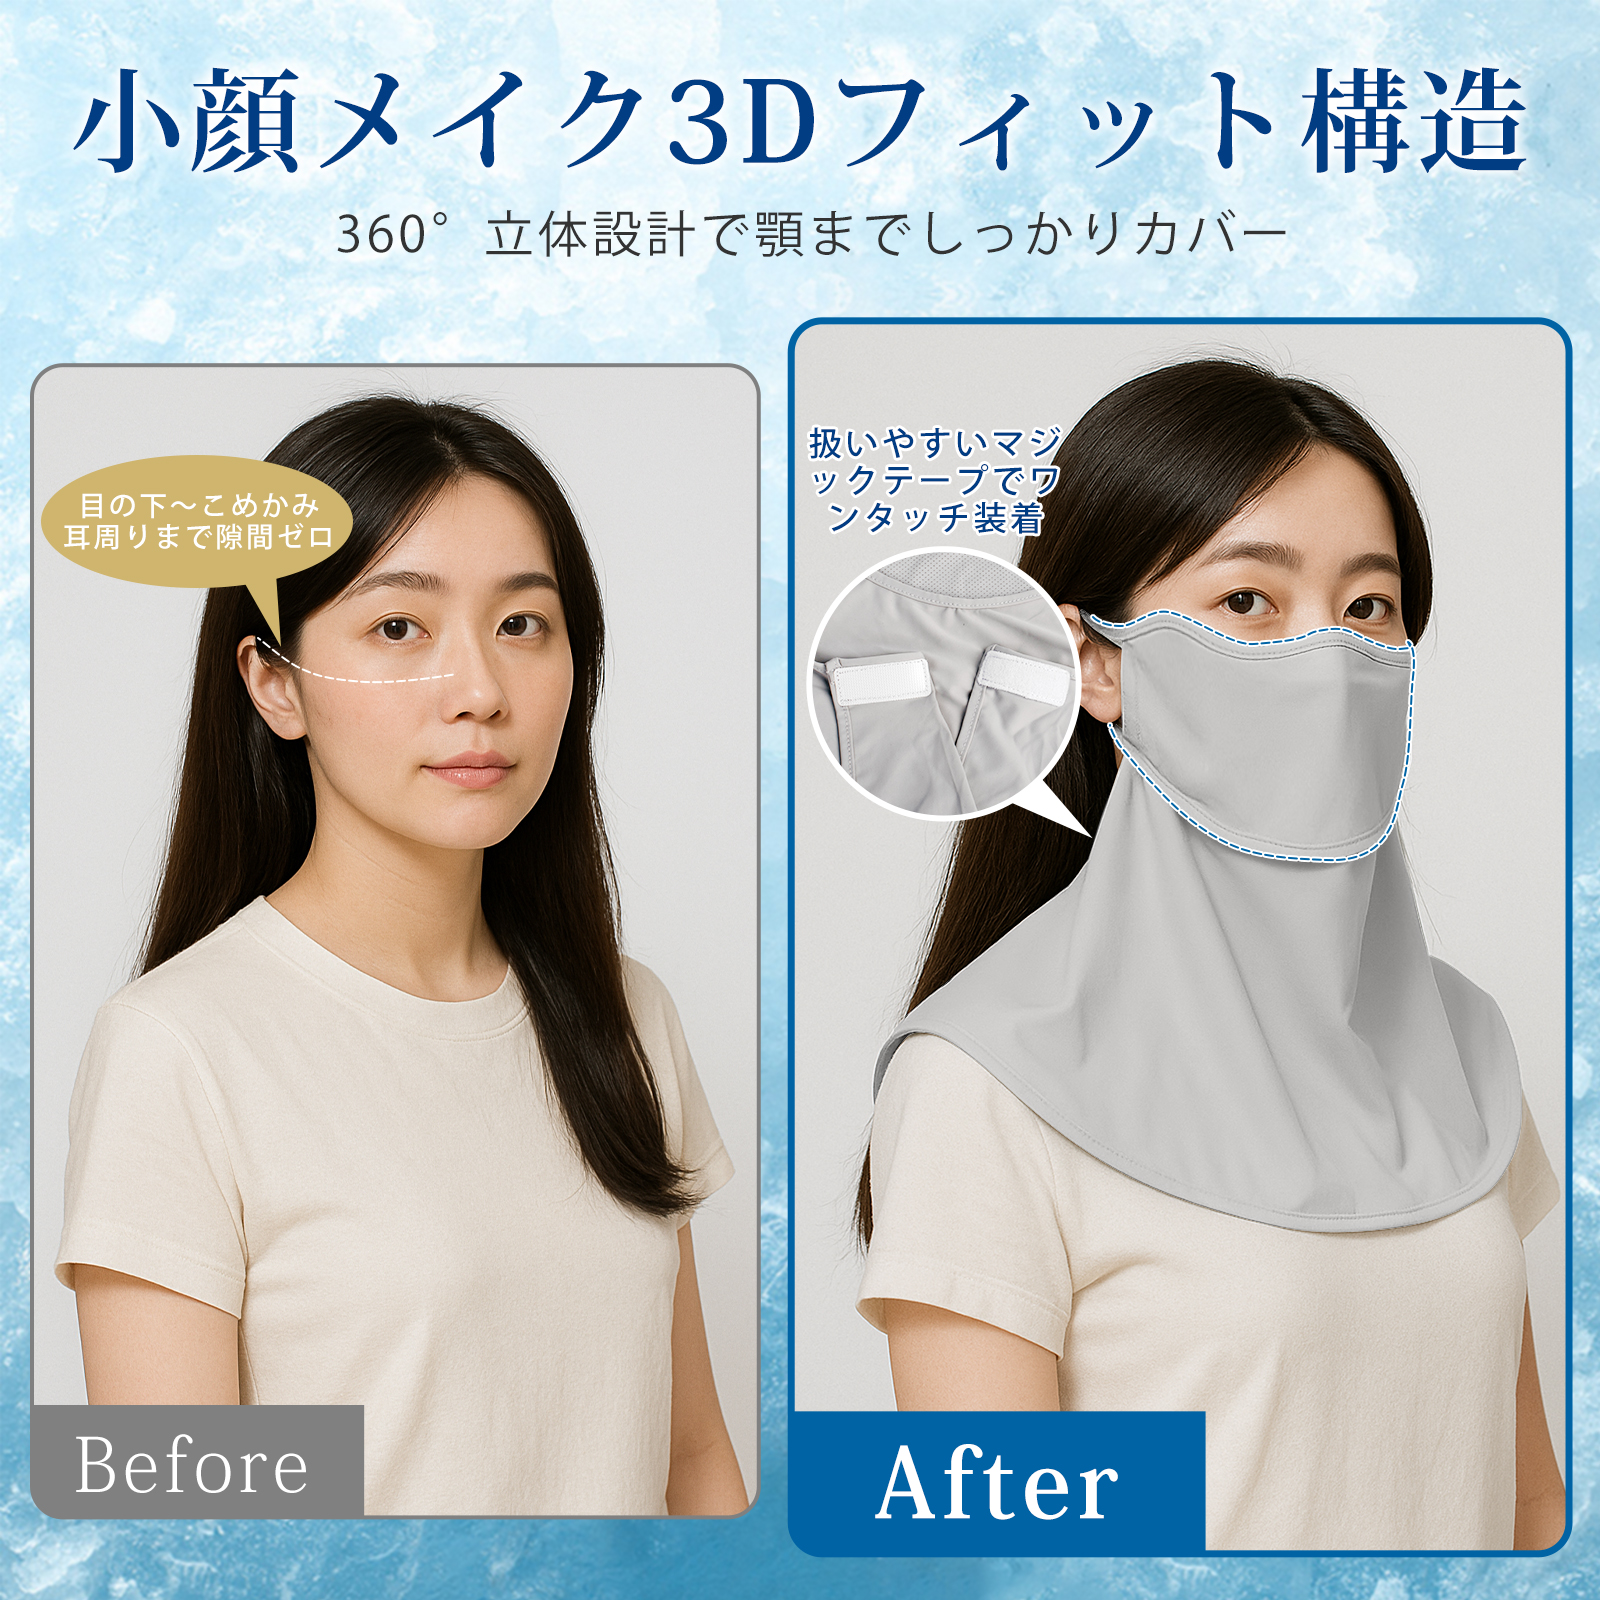 小顔メイク3Dフィット構造
360°立体設計で顎までしっかりカバー
目の下～こめかみ
耳周りまで隙間ゼロ
扱いやすいマジ
ックテープでワ
ンタッチ装着
Before
After